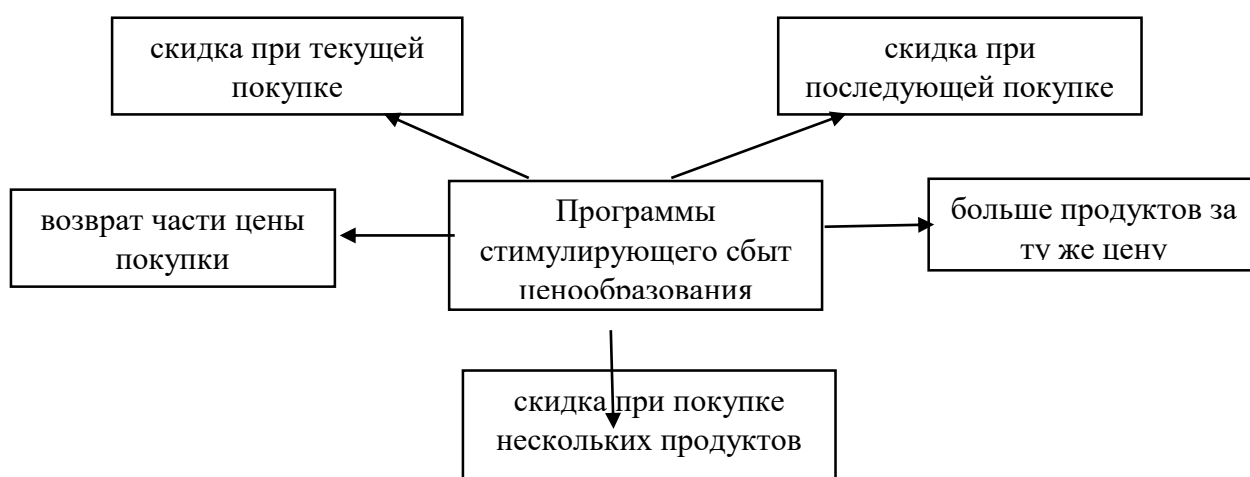 скидка при текущей
покупке
скидка при
последующей покупке
возврат части цены
покупки
Программы
стимулирующего сбыт
ценообразования
больше продуктов за
ту же цену
скидка при покупке
нескольких продуктов